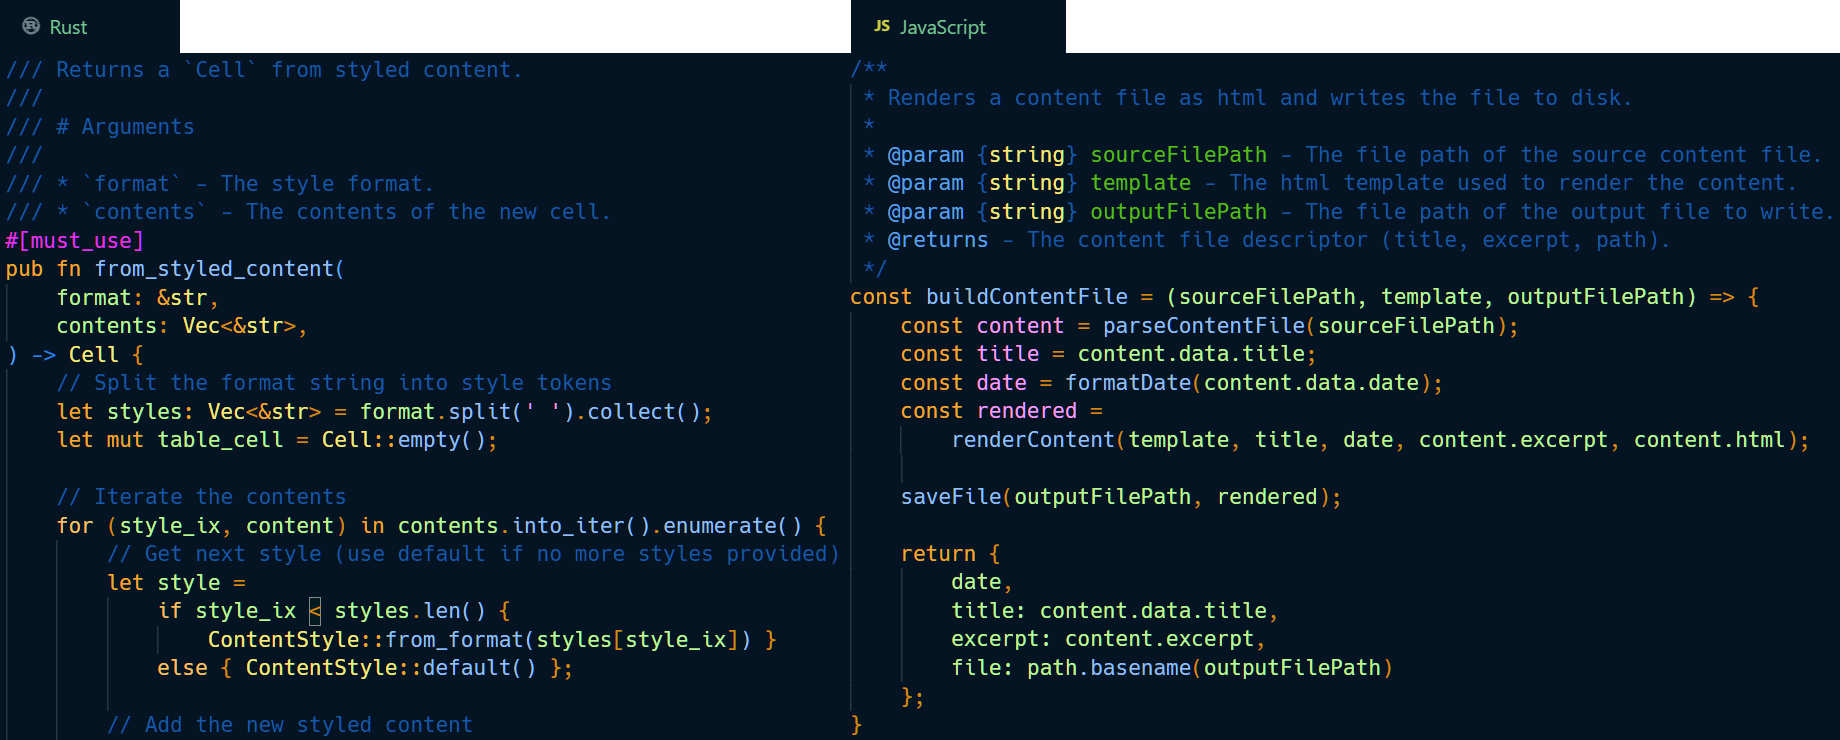 Rust
/// Returns a `Cell` from styled content.
///
/// # Arguments
///
/// * `format` - The style format.
/// * `contents` - The contents of the new cell.
#[must_use]
pub fn from_styled_content(
    format: &str,
    contents: Vec<&str>,
) -> Cell {
    // Split the format string into style tokens
    let styles: Vec<&str> = format.split(' ').collect();
    let mut table_cell = Cell::empty();

    // Iterate the contents
    for (style_ix, content) in contents.into_iter().enumerate() {
        // Get next style (use default if no more styles provided)
        let style =
            if style_ix < styles.len() {
                ContentStyle::from_format(styles[style_ix]) }
            else { ContentStyle::default() };

        // Add the new styled content
JS JavaScript
/**
 * Renders a content file as html and writes the file to disk.
 *
 * @param {string} sourceFilePath - The file path of the source content file.
 * @param {string} template - The html template used to render the content.
 * @param {string} outputFilePath - The file path of the output file to write.
 * @returns - The content file descriptor (title, excerpt, path).
 */
const buildContentFile = (sourceFilePath, template, outputFilePath) => {
    const content = parseContentFile(sourceFilePath);
    const title = content.data.title;
    const date = formatDate(content.data.date);
    const rendered =
        renderContent(template, title, date, content.excerpt, content.html);

    saveFile(outputFilePath, rendered);

    return {
        date,
        title: content.data.title,
        excerpt: content.excerpt,
        file: path.basename(outputFilePath)
    };
}